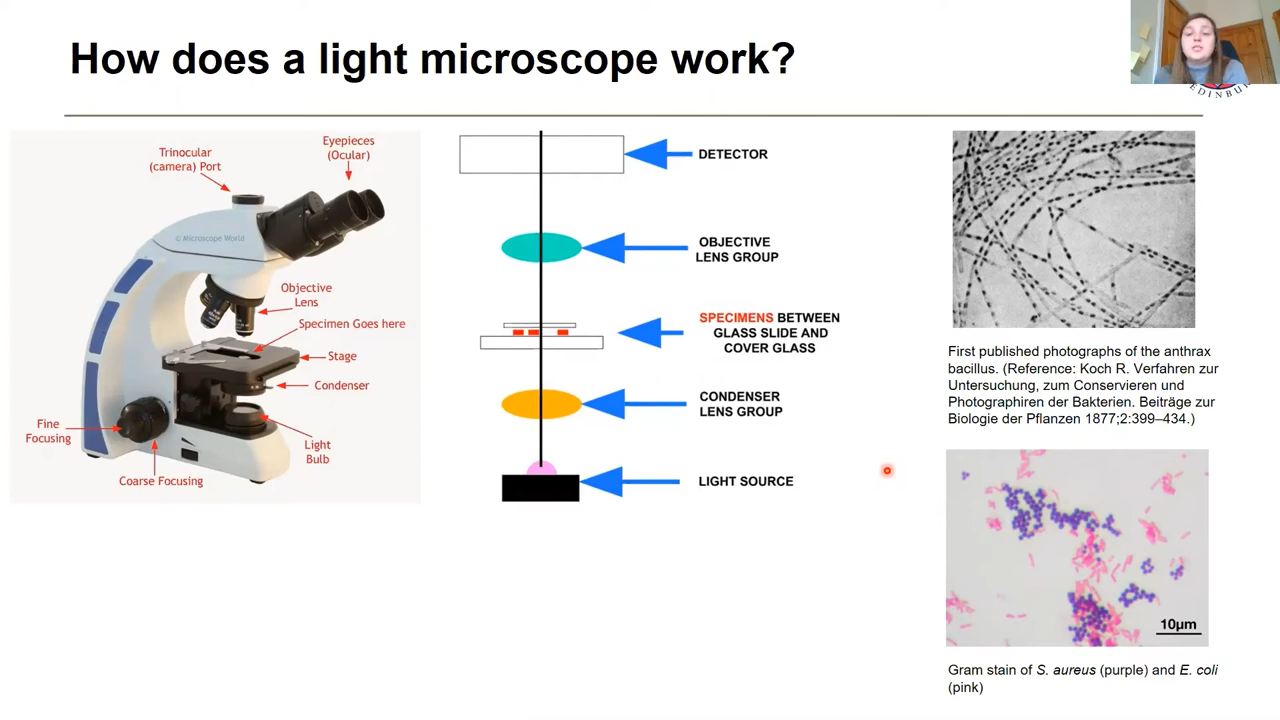 How does a light microscope work?
EDINBU
Trinocular
(camera) Port
Eyepieces
(Ocular)
© Microscope World
Objective
Lens
Specimen Goes here
Stage
Condenser
Fine
Focusing
Light
Bulb
Coarse Focusing
DETECTOR
OBJECTIVE
LENS GROUP
SPECIMENS BETWEEN
GLASS SLIDE AND
COVER GLASS
CONDENSER
LENS GROUP
LIGHT SOURCE
First published photographs of the anthrax
bacillus. (Reference: Koch R. Verfahren zur
Untersuchung, zum Conservieren und
Photographiren der Bakterien. Beiträge zur
Biologie der Pflanzen 1877;2:399–434.)
10µm
Gram stain of S. aureus (purple) and E. coli
(pink)